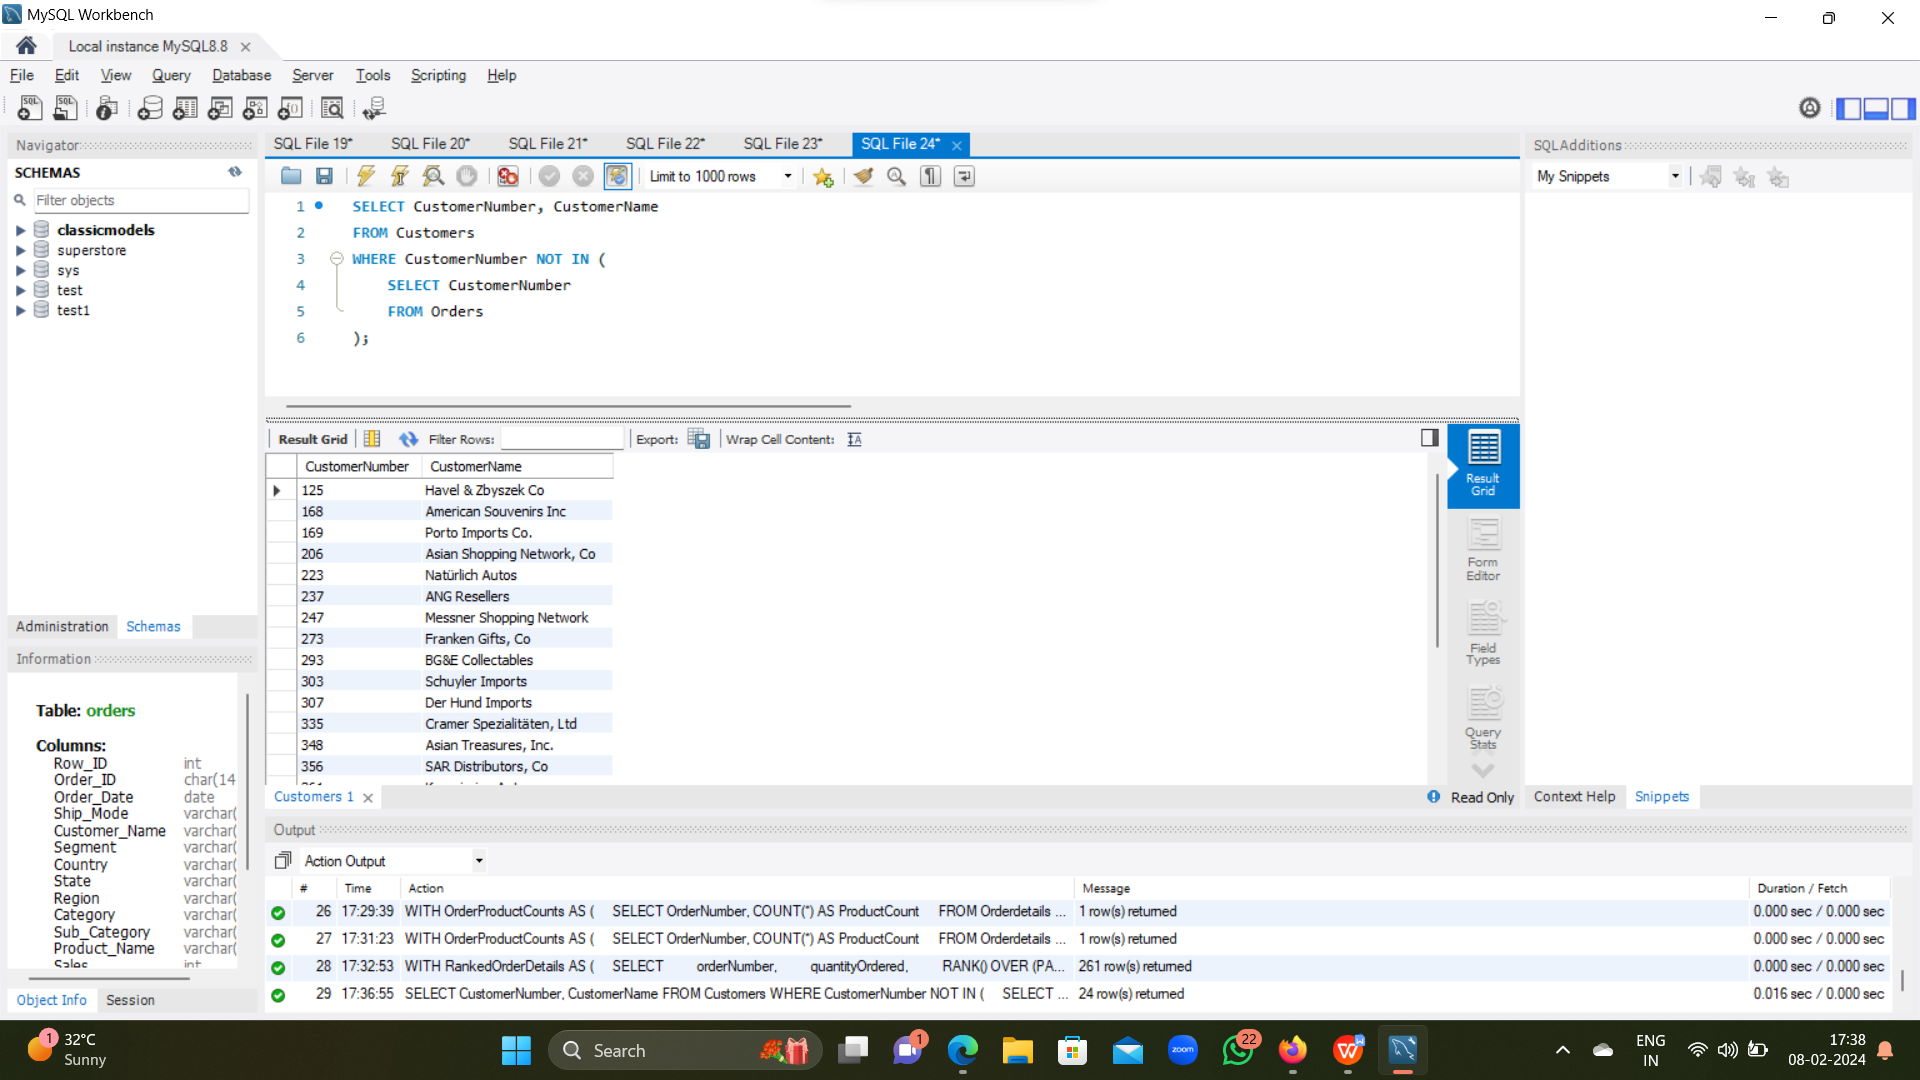 MySQL Workbench
Local instance MySQL8.8
File Edit View Query Database Server Tools Scripting Help
Navigator
SCHEMAS
Filter objects
classicmodels
superstore
sys
test
test1
Administration Schemas
Information
Table: orders
Columns:
Row_ID int
Order_ID char(14
Order_Date date
Ship_Mode varchar(
Customer_Name varchar(
Segment varchar(
Country varchar(
State varchar(
Region varchar(
Category varchar(
Sub_Category varchar(
Product_Name varchar(
Sales int
Object Info Session
SQL File 19* SQL File 20* SQL File 21* SQL File 22* SQL File 23* SQL File 24*
Limit to 1000 rows
1 SELECT CustomerNumber, CustomerName
2 FROM Customers
3 WHERE CustomerNumber NOT IN (
4 SELECT CustomerNumber
5 FROM Orders
6 );
Result Grid Filter Rows: Export: Wrap Cell Content:
CustomerNumber CustomerName
125 Havel & Zbyszek Co
168 American Souvenirs Inc
169 Porto Imports Co.
206 Asian Shopping Network, Co
223 Natürlich Autos
237 ANG Resellers
247 Messner Shopping Network
273 Franken Gifts, Co
293 BG&E Collectables
303 Schuyler Imports
307 Der Hund Imports
335 Cramer Spezialitäten, Ltd
348 Asian Treasures, Inc.
356 SAR Distributors, Co
Result
Grid
Form
Editor
Field
Types
Query
Stats
Customers 1
Read Only
SQLAdditions
My Snippets
Context Help Snippets
Output
Action Output
# Time Action Message Duration / Fetch
26 17:29:39 WITH OrderProductCounts AS ( SELECT OrderNumber, COUNT(*) AS ProductCount FROM Orderdetails ... 1 row(s) returned 0.000 sec / 0.000 sec
27 17:31:23 WITH OrderProductCounts AS ( SELECT OrderNumber, COUNT(*) AS ProductCount FROM Orderdetails ... 1 row(s) returned 0.000 sec / 0.000 sec
28 17:32:53 WITH RankedOrderDetails AS ( SELECT orderNumber, quantityOrdered, RANK() OVER (PA... 261 row(s) returned 0.000 sec / 0.000 sec
29 17:36:55 SELECT CustomerNumber, CustomerName FROM Customers WHERE CustomerNumber NOT IN ( SELECT ... 24 row(s) returned 0.016 sec / 0.000 sec
1
32°C
Sunny
Search
1
zoom
22
ENG
IN
17:38
08-02-2024